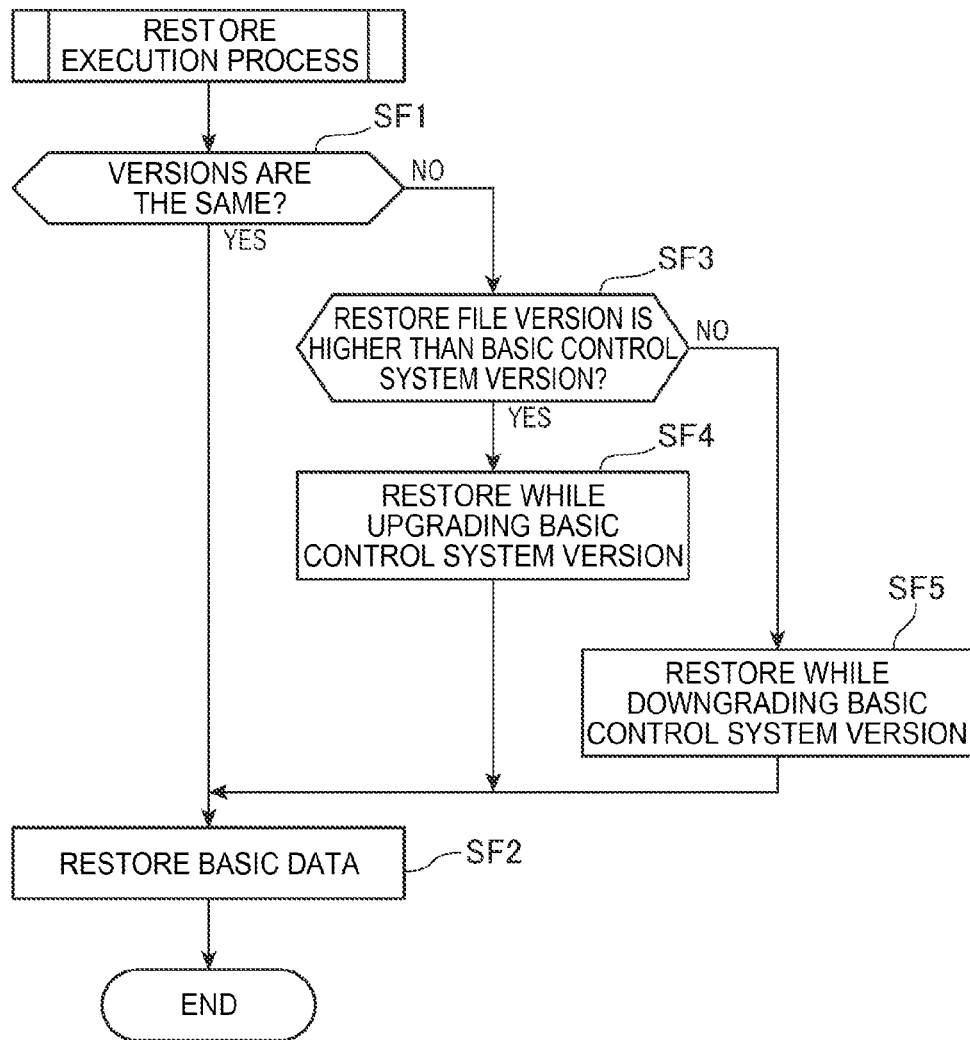 RESTORE
EXECUTION PROCESS
SF1
VERSIONS ARE
THE SAME?
NO
YES
SF3
RESTORE FILE VERSION IS
HIGHER THAN BASIC CONTROL
SYSTEM VERSION?
NO
YES
SF4
RESTORE WHILE
UPGRADING BASIC
CONTROL SYSTEM VERSION
SF5
RESTORE WHILE
DOWNGRADING BASIC
CONTROL SYSTEM VERSION
RESTORE BASIC DATA
SF2
END